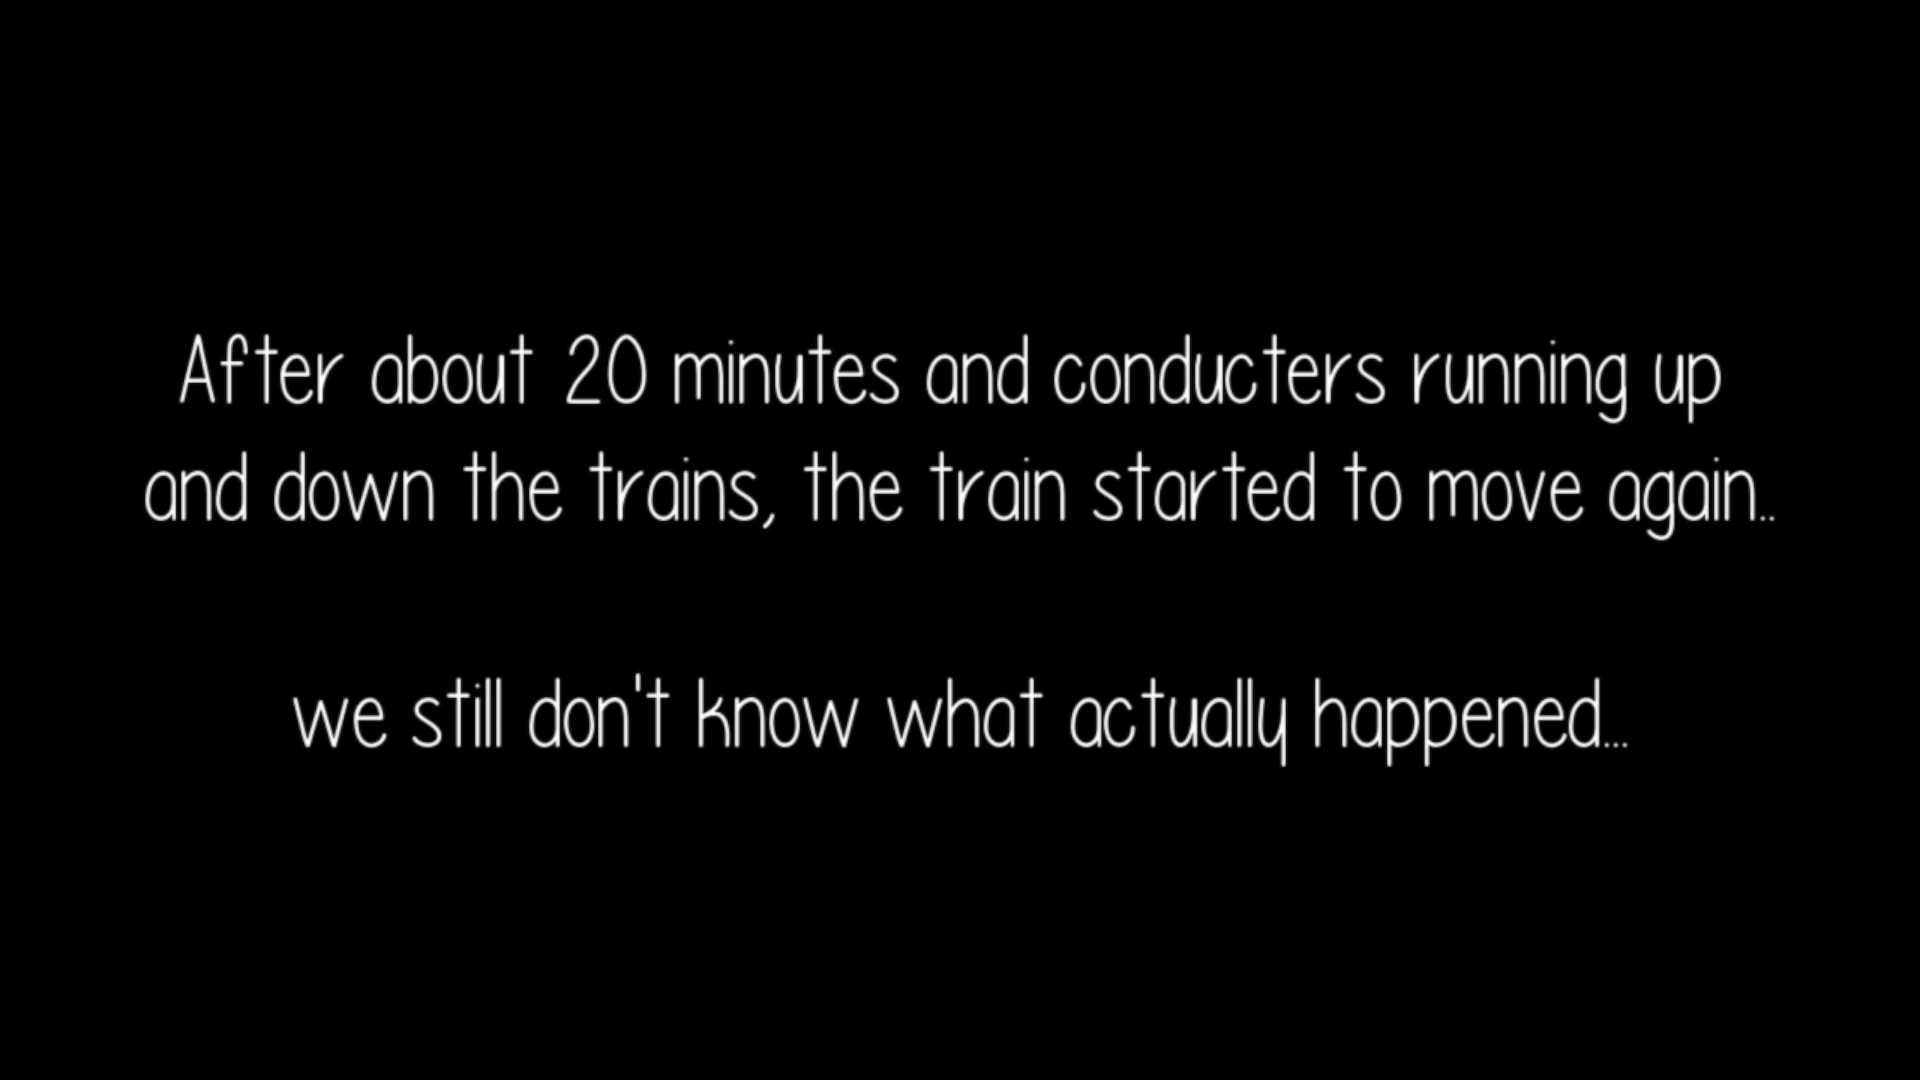 After about 20 minutes and conducters running up
and down the trains, the train started to move again..
we still don't know what actually happened...